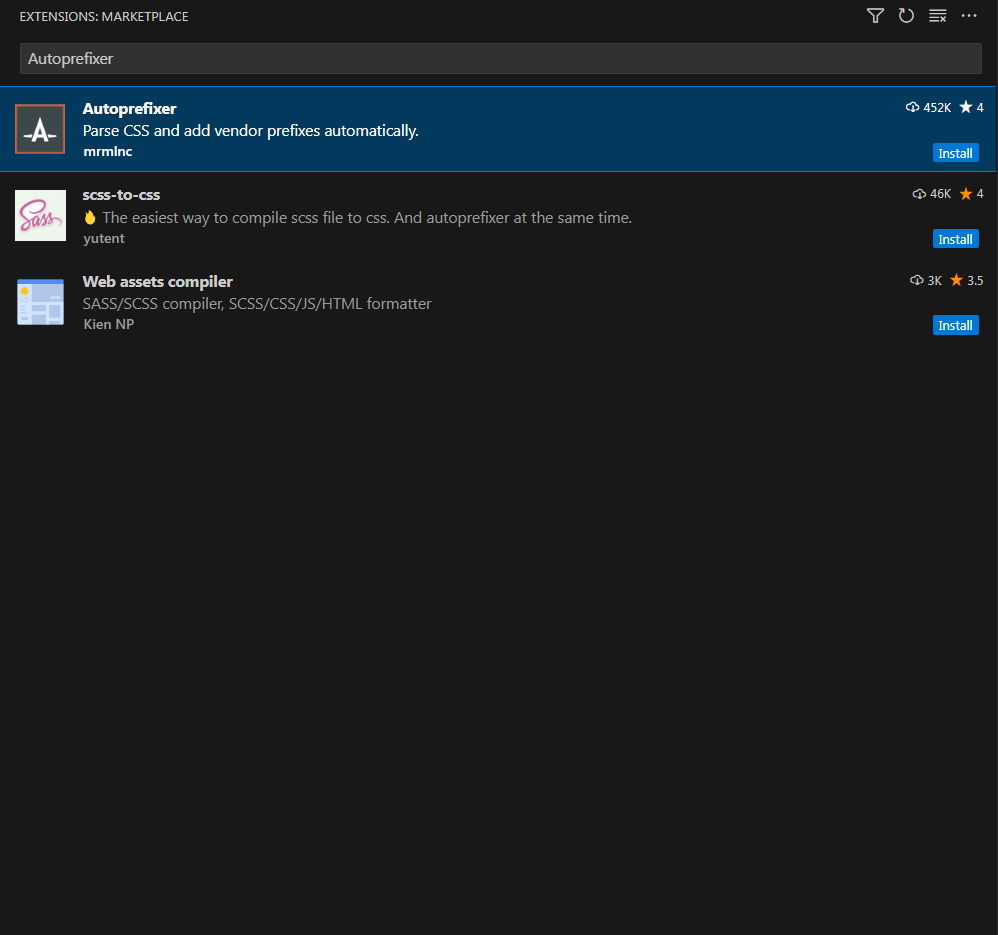 EXTENSIONS: MARKETPLACE
Autoprefixer
Autoprefixer 452K 4
Parse CSS and add vendor prefixes automatically.
mrmlnc Install
scss-to-css 46K 4
🔥 The easiest way to compile scss file to css. And autoprefixer at the same time.
yutent Install
Sass
Web assets compiler 3K 3.5
SASS/SCSS compiler, SCSS/CSS/JS/HTML formatter
Kien NP Install